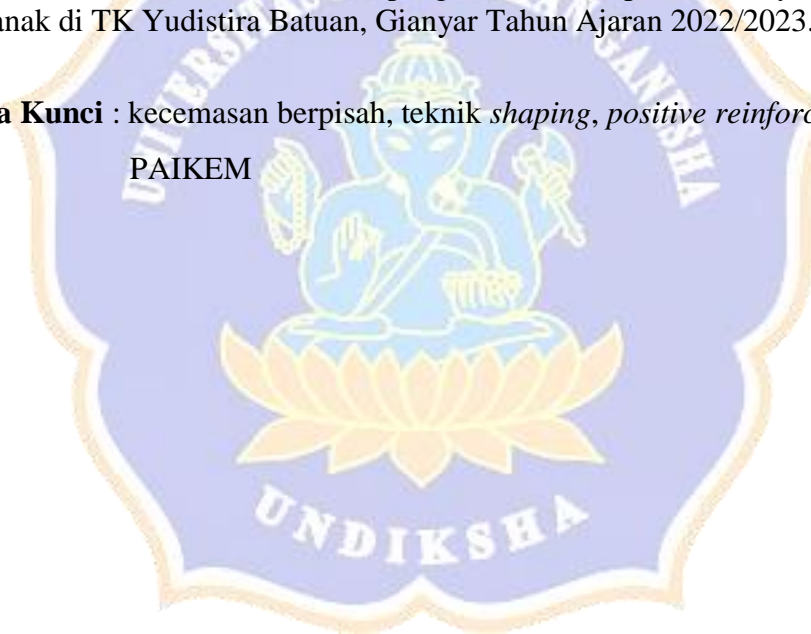 anak di TK Yudistira Batuan, Gianyar Tahun Ajaran 2022/2023.
a Kunci : kecemasan berpisah, teknik shaping, positive reinforc
PAIKEM
UNDIKSHA